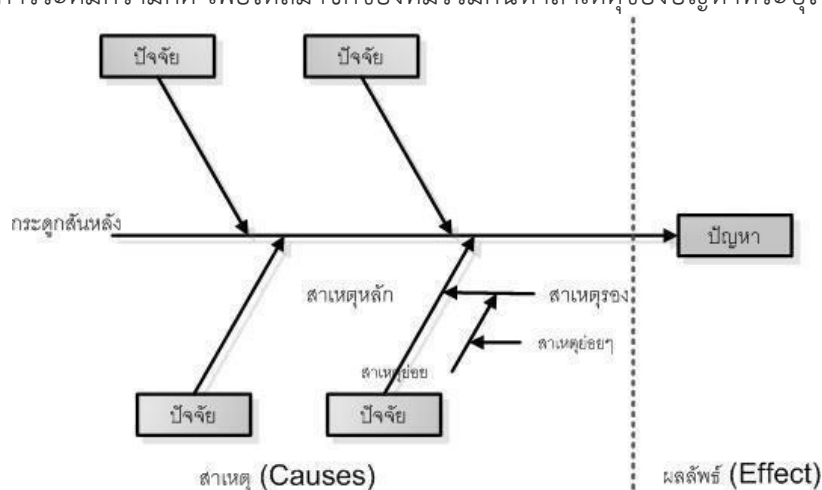 ปัจจัย
ปัจจัย
กระดูกสันหลัง
ปัญหา
สาเหตุหลัก
สาเหตุรอง
สาเหตุย่อยๆ
สาเหตุย่อย
ปัจจัย
ปัจจัย
สาเหตุ (Causes)
ผลลัพธ์ (Effect)